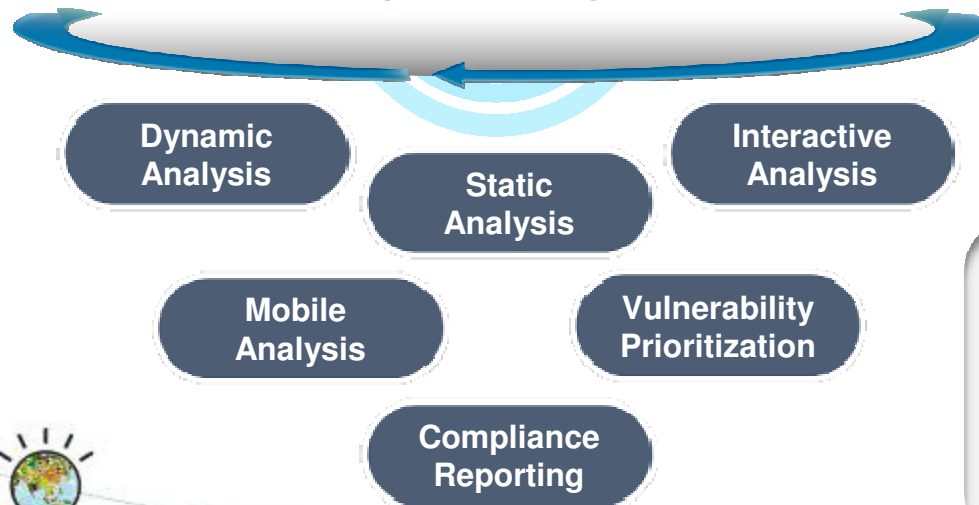 Dynamic
Analysis
Interactive
Analysis
Static
Analysis
Mobile
Analysis
Vulnerability
Prioritization
Compliance
Reporting